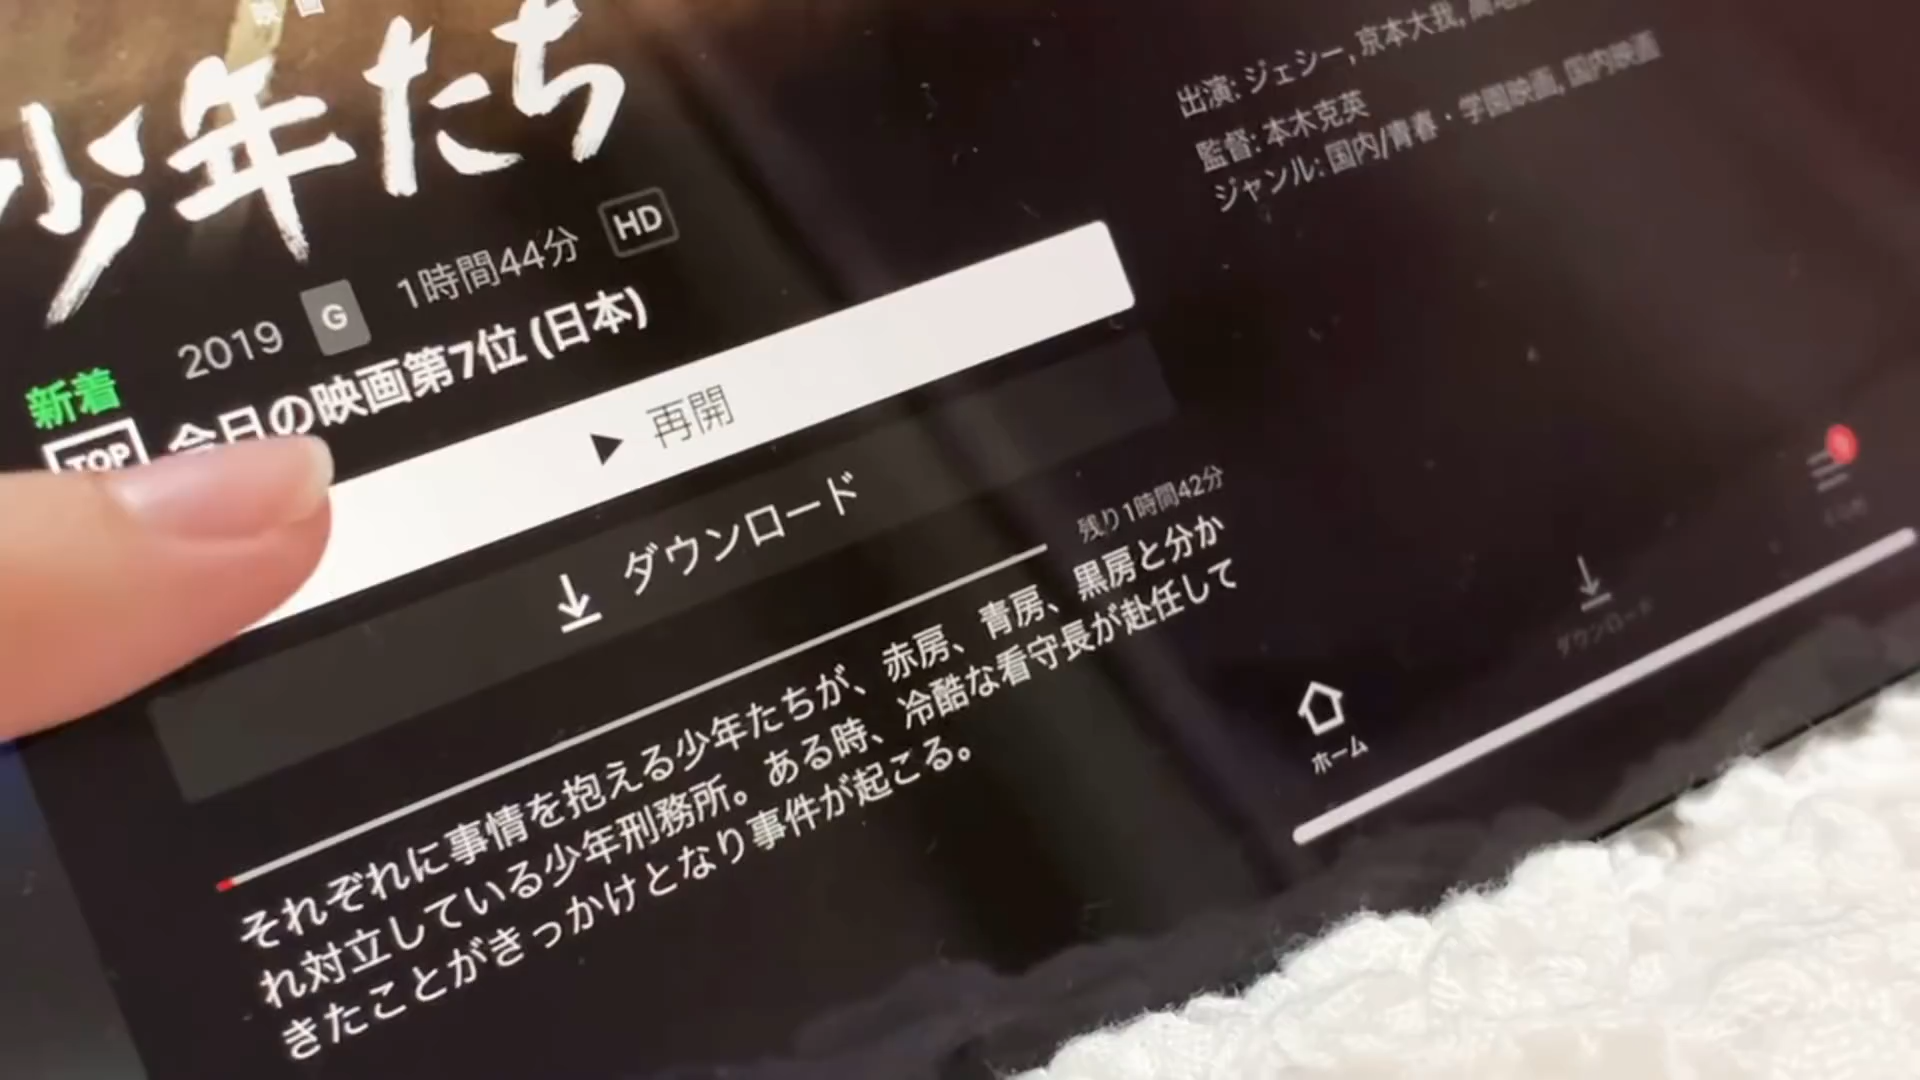 映画
少年たち
新着 2019 G 1時間44分 HD
TOP 今日の映画第7位 (日本)
再開
ダウンロード
残り1時間42分
それぞれに事情を抱える少年たちが、赤房、青房、黒房と分か
れ対立している少年刑務所。ある時、冷酷な看守長が赴任して
きたことがきっかけとなり事件が起こる。
出演: ジェシー, 京本大我,
監督: 本木克英
ジャンル: 国内/青春・学園映画, 国内映画
ホーム
ダウンロード